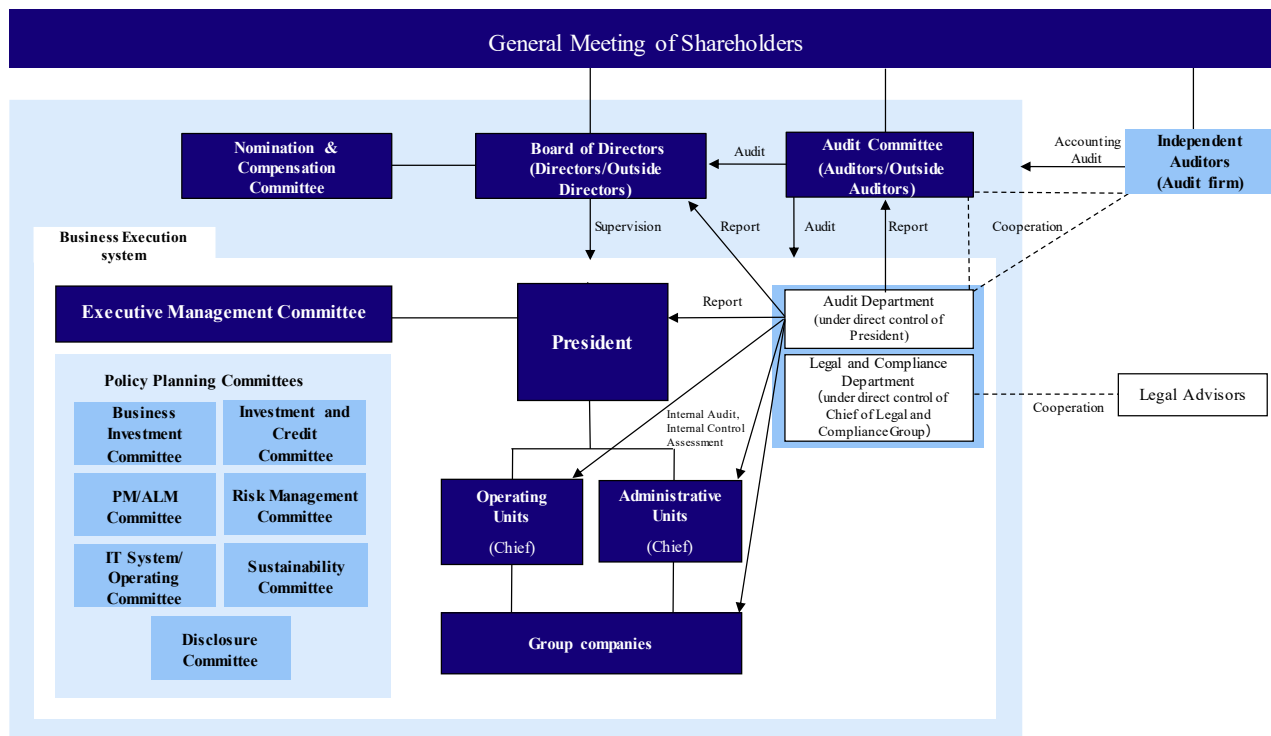 General Meeting of Shareholders
Nomination &
Compensation
Committee
Board of Directors
(Directors/Outside
Directors)
Audit
Audit Committee
(Auditors/Outside
Auditors)
Accounting
Audit
Independent
Auditors
(Audit firm)
Supervision
Report
Audit
Report
Cooperation
Business Execution
system
Executive Management Committee
President
Report
Audit Department
(under direct control of
President)
Legal and Compliance
Department
(under direct control of
Chief of Legal and
Compliance Group)
Cooperation
Legal Advisors
Policy Planning Committees
Business
Investment
Committee
Investment and
Credit
Committee
PM/ALM
Committee
Risk Management
Committee
IT System/
Operating
Committee
Sustainability
Committee
Disclosure
Committee
Internal Audit,
Internal Control
Assessment
Operating
Units
(Chief)
Administrative
Units
(Chief)
Group companies